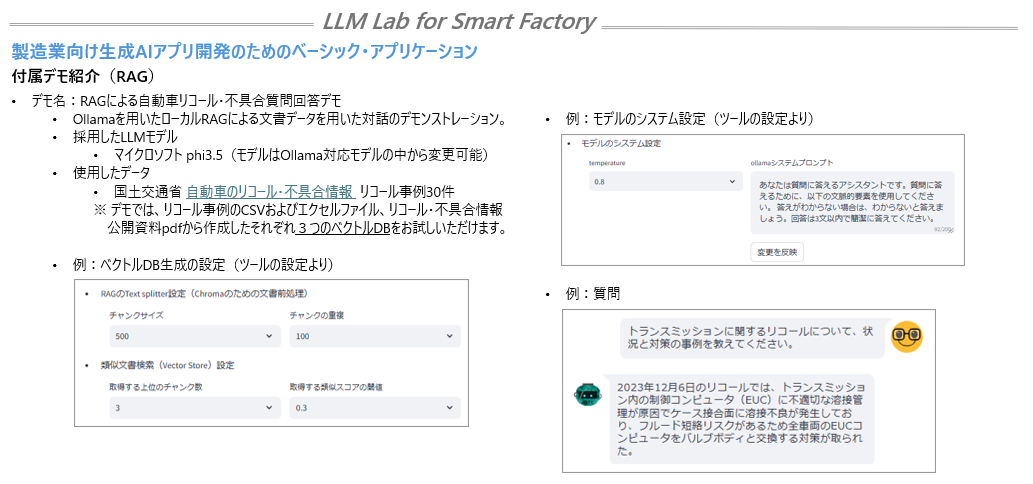 LLM Lab for Smart Factory
製造業向け生成AIアプリ開発のためのベーシック・アプリケーション
付属デモ紹介（RAG）
• デモ名：RAGによる自動車リコール・不具合質問回答デモ
• Ollamaを用いたローカルRAGによる文書データを用いた対話のデモンストレーション。
• 採用したLLMモデル
• マイクロソフト phi3.5（モデルはOllama対応モデルの中から変更可能）
• 使用したデータ
• 国土交通省 自動車のリコール・不具合情報 リコール事例30件
※ デモでは、リコール事例のCSVおよびエクセルファイル、リコール・不具合情報
公開資料pdfから作成したそれぞれ３つのベクトルDBをお試しいただけます。
• 例：ベクトルDB生成の設定（ツールの設定より）
• RAGのText splitter設定（Chromaのための文書前処理）
チャンクサイズ チャンクの重複
500 100
• 類似文書検索（Vector Store）設定
取得する上位のチャンク数 取得する類似スコアの閾値
3 0.3
• 例：モデルのシステム設定（ツールの設定より）
• モデルのシステム設定
temperature ollamaシステムプロンプト
0.8
あなたは質問に答えるアシスタントです。質問に答
えるために、以下の文脈的要素を使用してくださ
い。 答えがわからない場合は、わからないと答えま
しょう。回答は3文以内で簡潔に答えてください。
92/200
変更を反映
• 例：質問
トランスミッションに関するリコールについて、状
況と対策の事例を教えてください。
2023年12月6日のリコールでは、トランスミッショ
ン内の制御コンピュータ（EUC）に不適切な溶接管
理が原因でケース接合面に溶接不良が発生してお
り、フルード短絡リスクがあるため全車両のEUCコ
ンピュータをバルブボディと交換する対策が取られ
た。